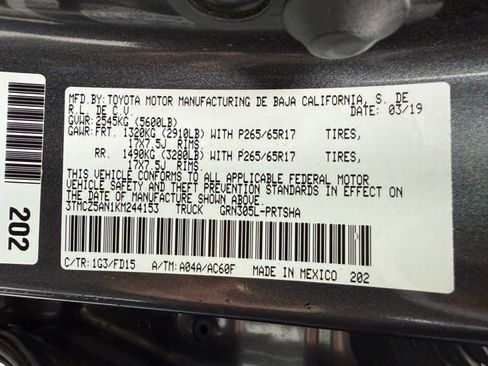 MFD.BY:TOYOTA MOTOR MANUFACTURING DE BAJA CALIFORNIA, S. DE
R.L. DE C.V. 03/19
GVWR:2545KG (5600LB)
GAWR:FRT. 1320KG (2910LB) WITH P265/65R17 TIRES,
17X7.5J RIMS
RR. 1490KG (3280LB) WITH P265/65R17 TIRES,
17X7.5J RIMS
THIS VEHICLE CONFORMS TO ALL APPLICABLE FEDERAL MOTOR
VEHICLE SAFETY AND THEFT PREVENTION STANDARDS IN EFFECT ON
THE DATE OF MANUFACTURE SHOWN ABOVE.
3TMCZ5AN1KM244153 TRUCK GRN305L-PRTSHA
C/TR:1G3/FD15 A/TM:A04A/AC60F MADE IN MEXICO 202
202